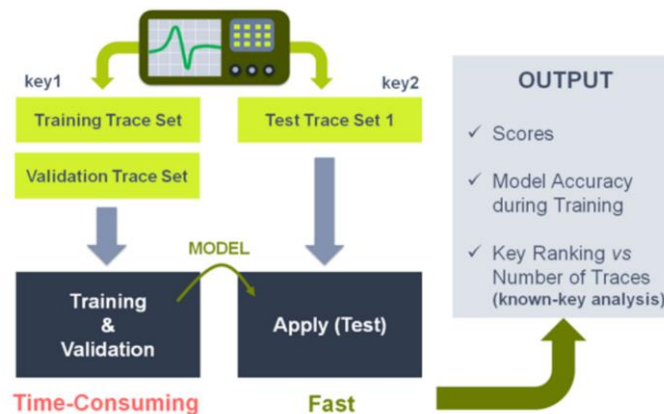 key1
key2
Training Trace Set
Validation Trace Set
Test Trace Set 1
MODEL
Training
&
Validation
Apply (Test)
Time-Consuming
Fast
OUTPUT
✓ Scores
✓ Model Accuracy
during Training
✓ Key Ranking vs
Number of Traces
(known-key analysis)